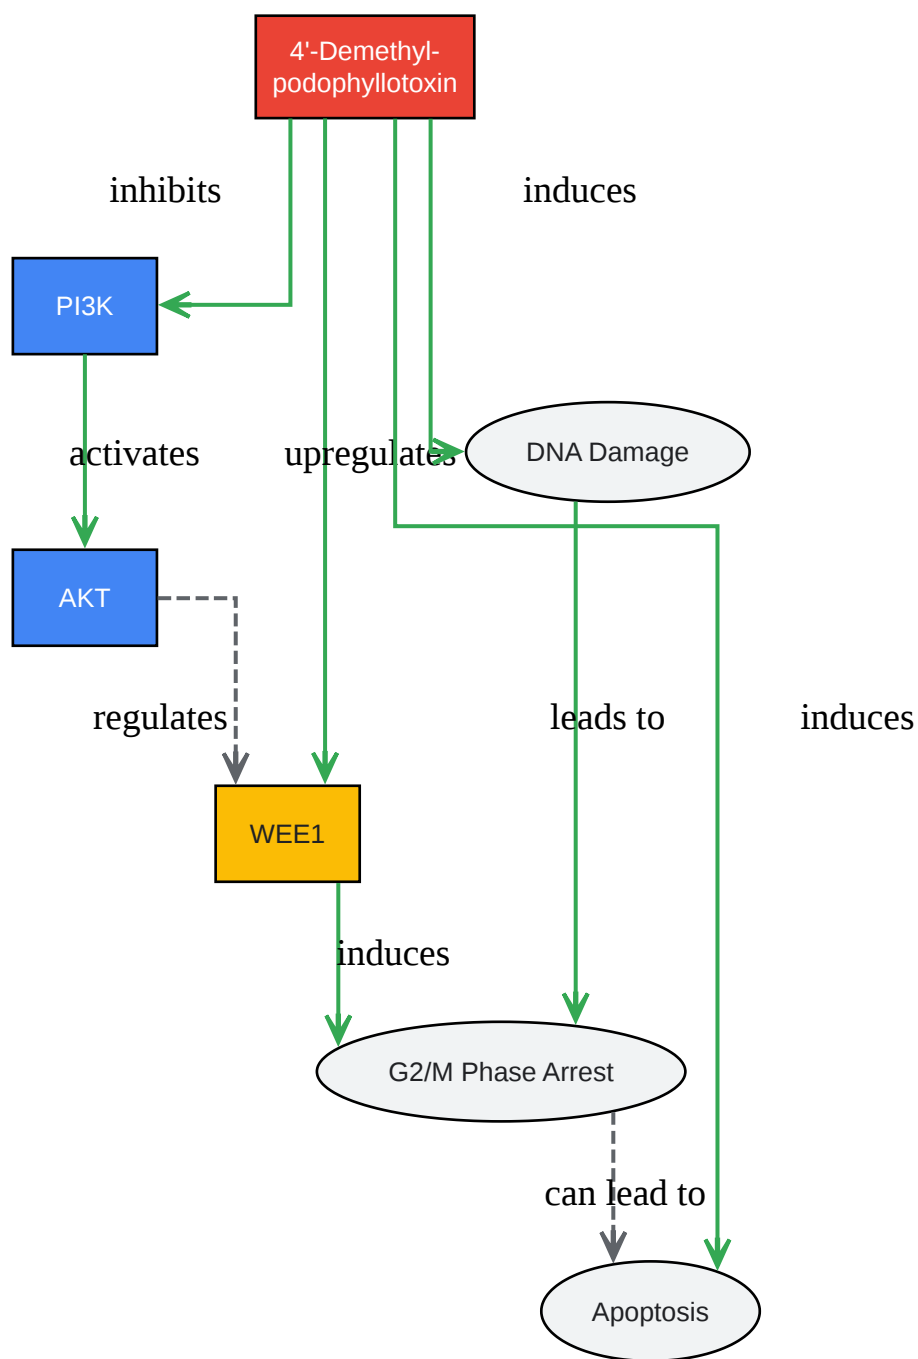 4'-Demethyl-
podophyllotoxin
inhibits
induces
PI3K
activates
upregulates
DNA Damage
AKT
regulates
leads to
induces
WEE1
induces
G2/M Phase Arrest
can lead to
Apoptosis